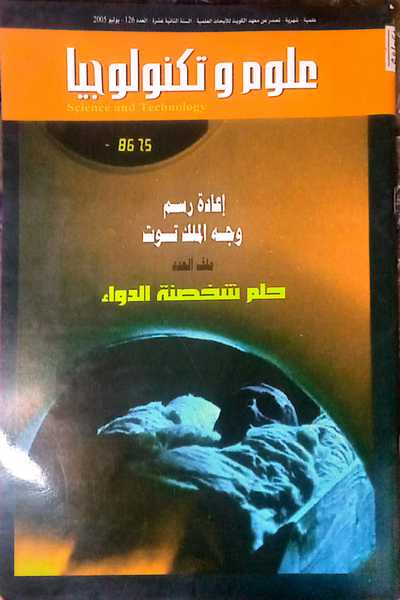 علمية - شهرية - تصدر عن معهد الكويت للأبحاث العلمية - السنة الثانية عشرة - العدد 126 - يوليو 2005
علوم وتكنولوجيا
Science and Technology
- 8675
إعادة رسم
وجه الملك توت
ملف العدد
حلم شخصنة الدواء